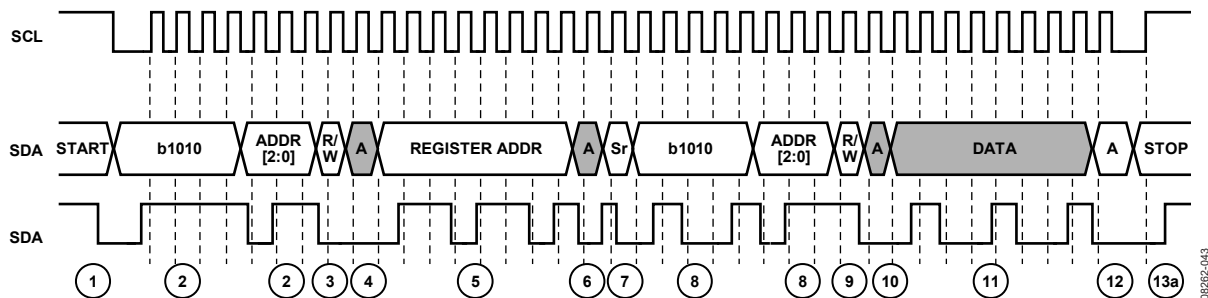 SCL
SDA START b1010 ADDR [2:0] R/W A REGISTER ADDR A Sr b1010 ADDR [2:0] R/W A DATA A STOP
SDA
1 2 2 3 4 5 6 7 8 8 9 10 11 12 13a
08262-043